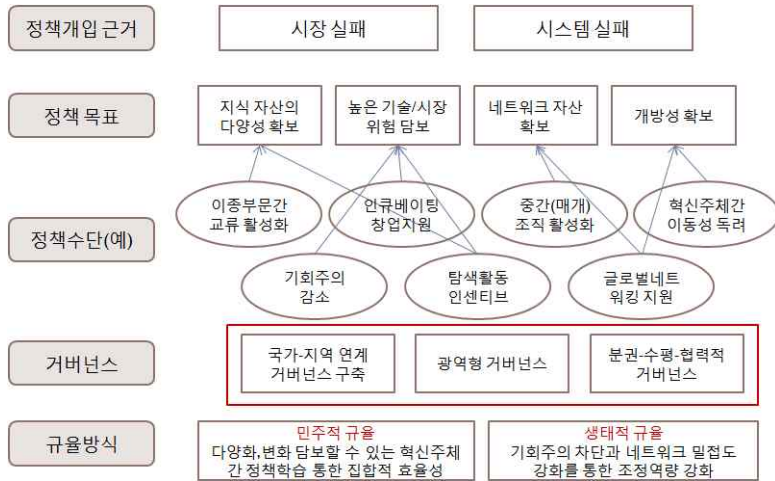 정책개입 근거
시장 실패
시스템 실패
정책 목표
지식 자산의
다양성 확보
높은 기술/시장
위험 담보
네트워크 자산
확보
개방성 확보
정책수단(예)
이종부문간
교류 활성화
인큐베이팅
창업지원
중간(매개)
조직 활성화
혁신주체간
이동성 독려
기회주의
감소
탐색활동
인센티브
글로벌네트
워킹 지원
거버넌스
국가-지역 연계
거버넌스 구축
광역형 거버넌스
분권-수평-협력적
거버넌스
규율방식
민주적 규율
다양화,변화 담보할 수 있는 혁신주체
간 정책학습 통한 집합적 효율성
생태적 규율
기회주의 차단과 네트워크 밀접도
강화를 통한 조정역량 강화